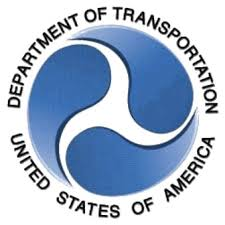 DEPARTMENT OF TRANSPORTATION
UNITED STATES OF AMERICA